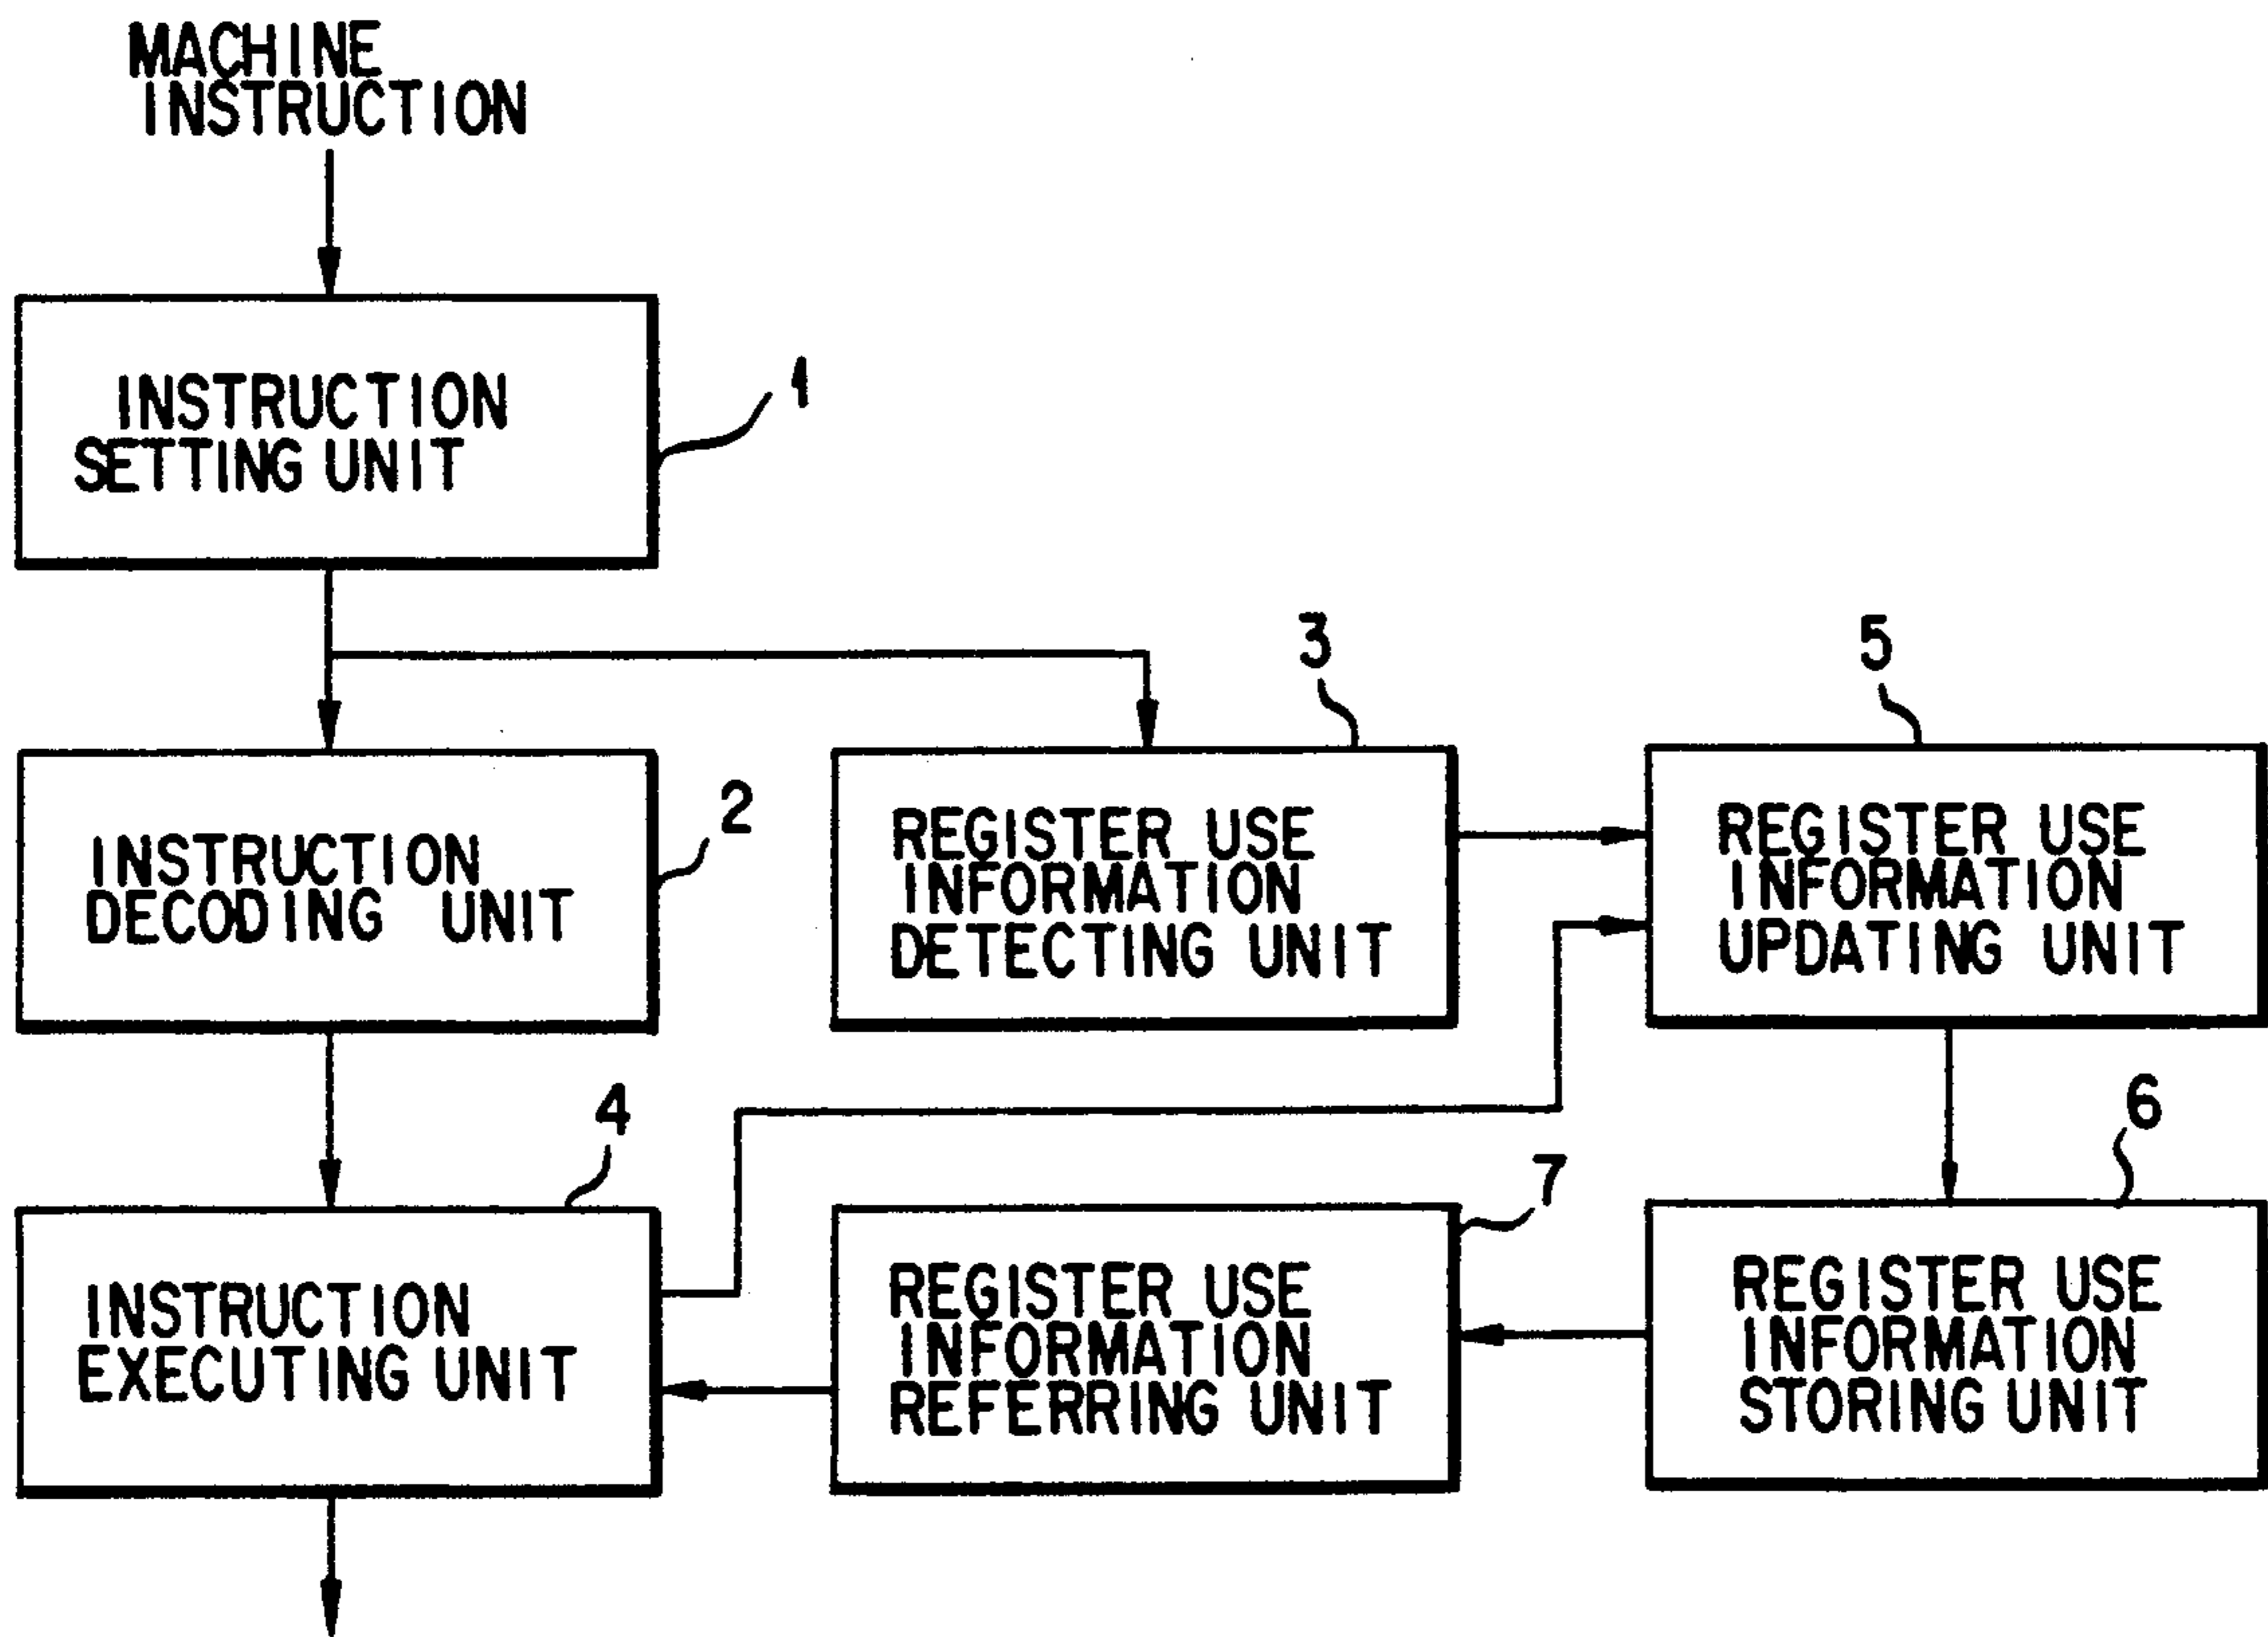 MACHINE
INSTRUCTION
INSTRUCTION
SETTING UNIT
1
3
5
INSTRUCTION
DECODING UNIT
2
REGISTER USE
INFORMATION
DETECTING UNIT
REGISTER USE
INFORMATION
UPDATING UNIT
4
7
6
INSTRUCTION
EXECUTING UNIT
REGISTER USE
INFORMATION
REFERRING UNIT
REGISTER USE
INFORMATION
STORING UNIT